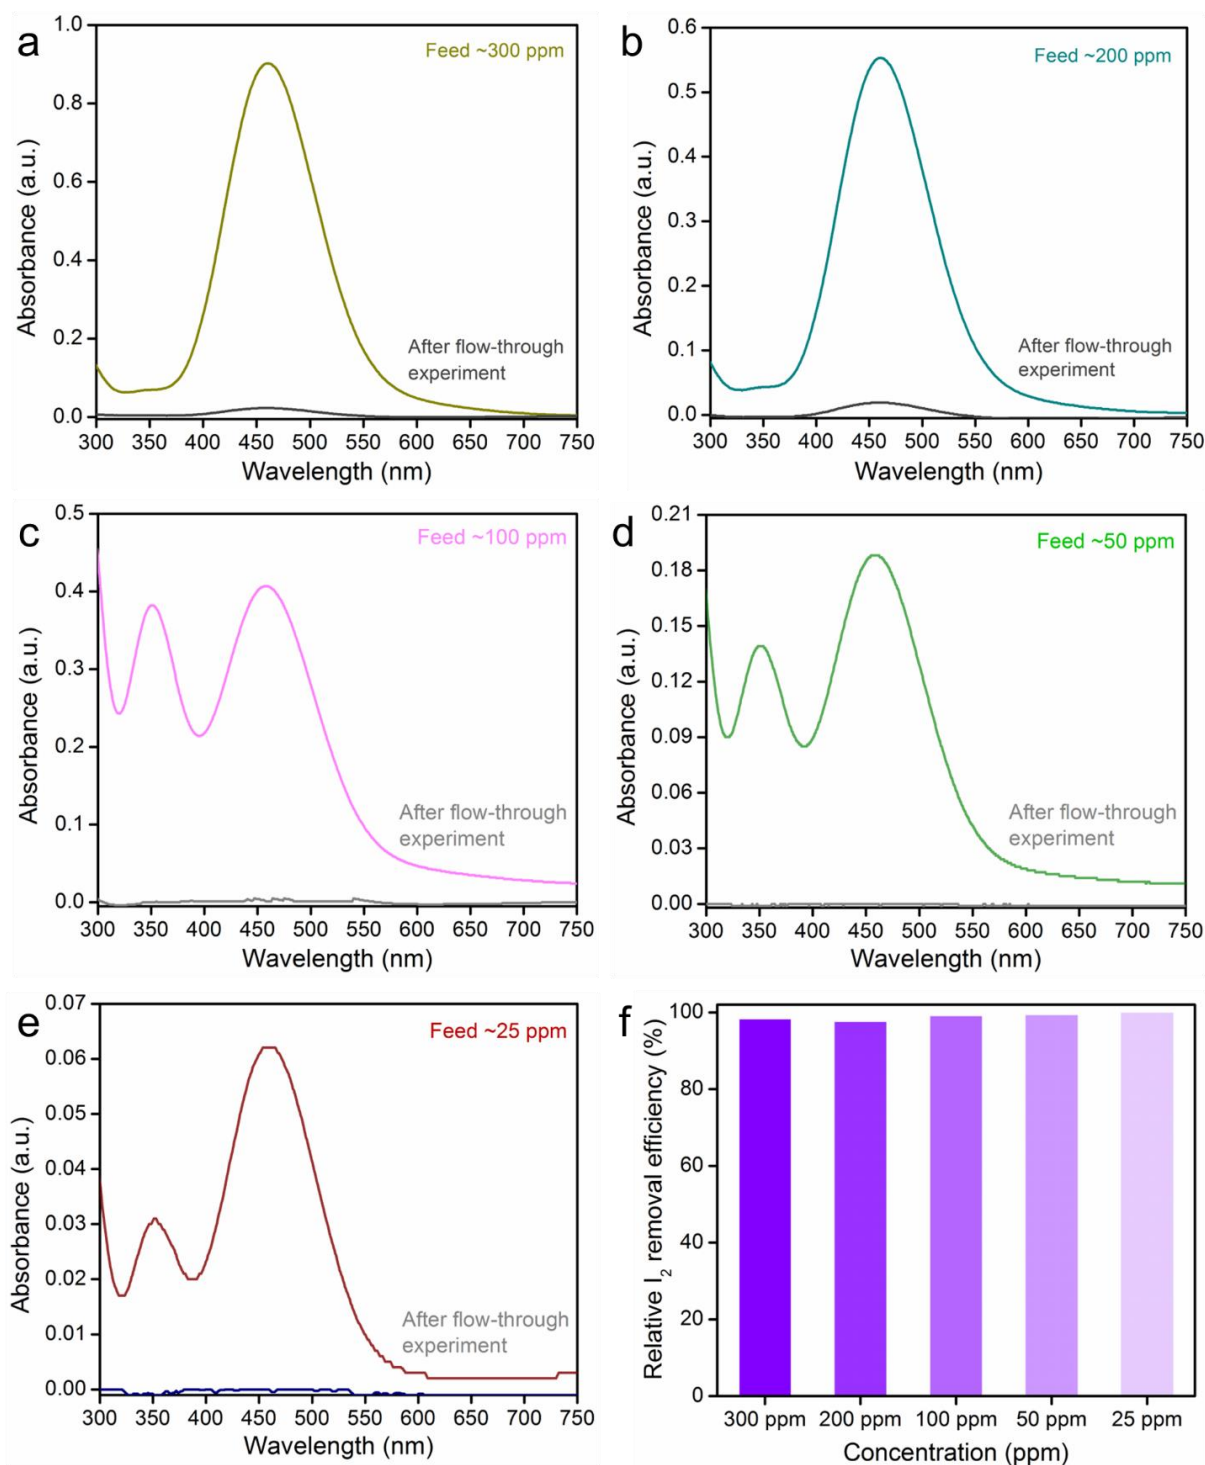 a
Feed ~300 ppm
After flow-through
experiment
Absorbance (a.u.)
1.0
0.8
0.6
0.4
0.2
0.0
300 350 400 450 500 550 600 650 700 750
Wavelength (nm)
b
Feed ~200 ppm
After flow-through
experiment
Absorbance (a.u.)
0.6
0.5
0.4
0.3
0.2
0.1
0.0
300 350 400 450 500 550 600 650 700 750
Wavelength (nm)
c
Feed ~100 ppm
After flow-through
experiment
Absorbance (a.u.)
0.5
0.4
0.3
0.2
0.1
0.0
300 350 400 450 500 550 600 650 700 750
Wavelength (nm)
d
Feed ~50 ppm
After flow-through
experiment
Absorbance (a.u.)
0.21
0.18
0.15
0.12
0.09
0.06
0.03
0.00
300 350 400 450 500 550 600 650 700 750
Wavelength (nm)
e
Feed ~25 ppm
After flow-through
experiment
Absorbance (a.u.)
0.07
0.06
0.05
0.04
0.03
0.02
0.01
0.00
300 350 400 450 500 550 600 650 700 750
Wavelength (nm)
f
Relative I₂ removal efficiency (%)
100
80
60
40
20
0
300 ppm 200 ppm 100 ppm 50 ppm 25 ppm
Concentration (ppm)